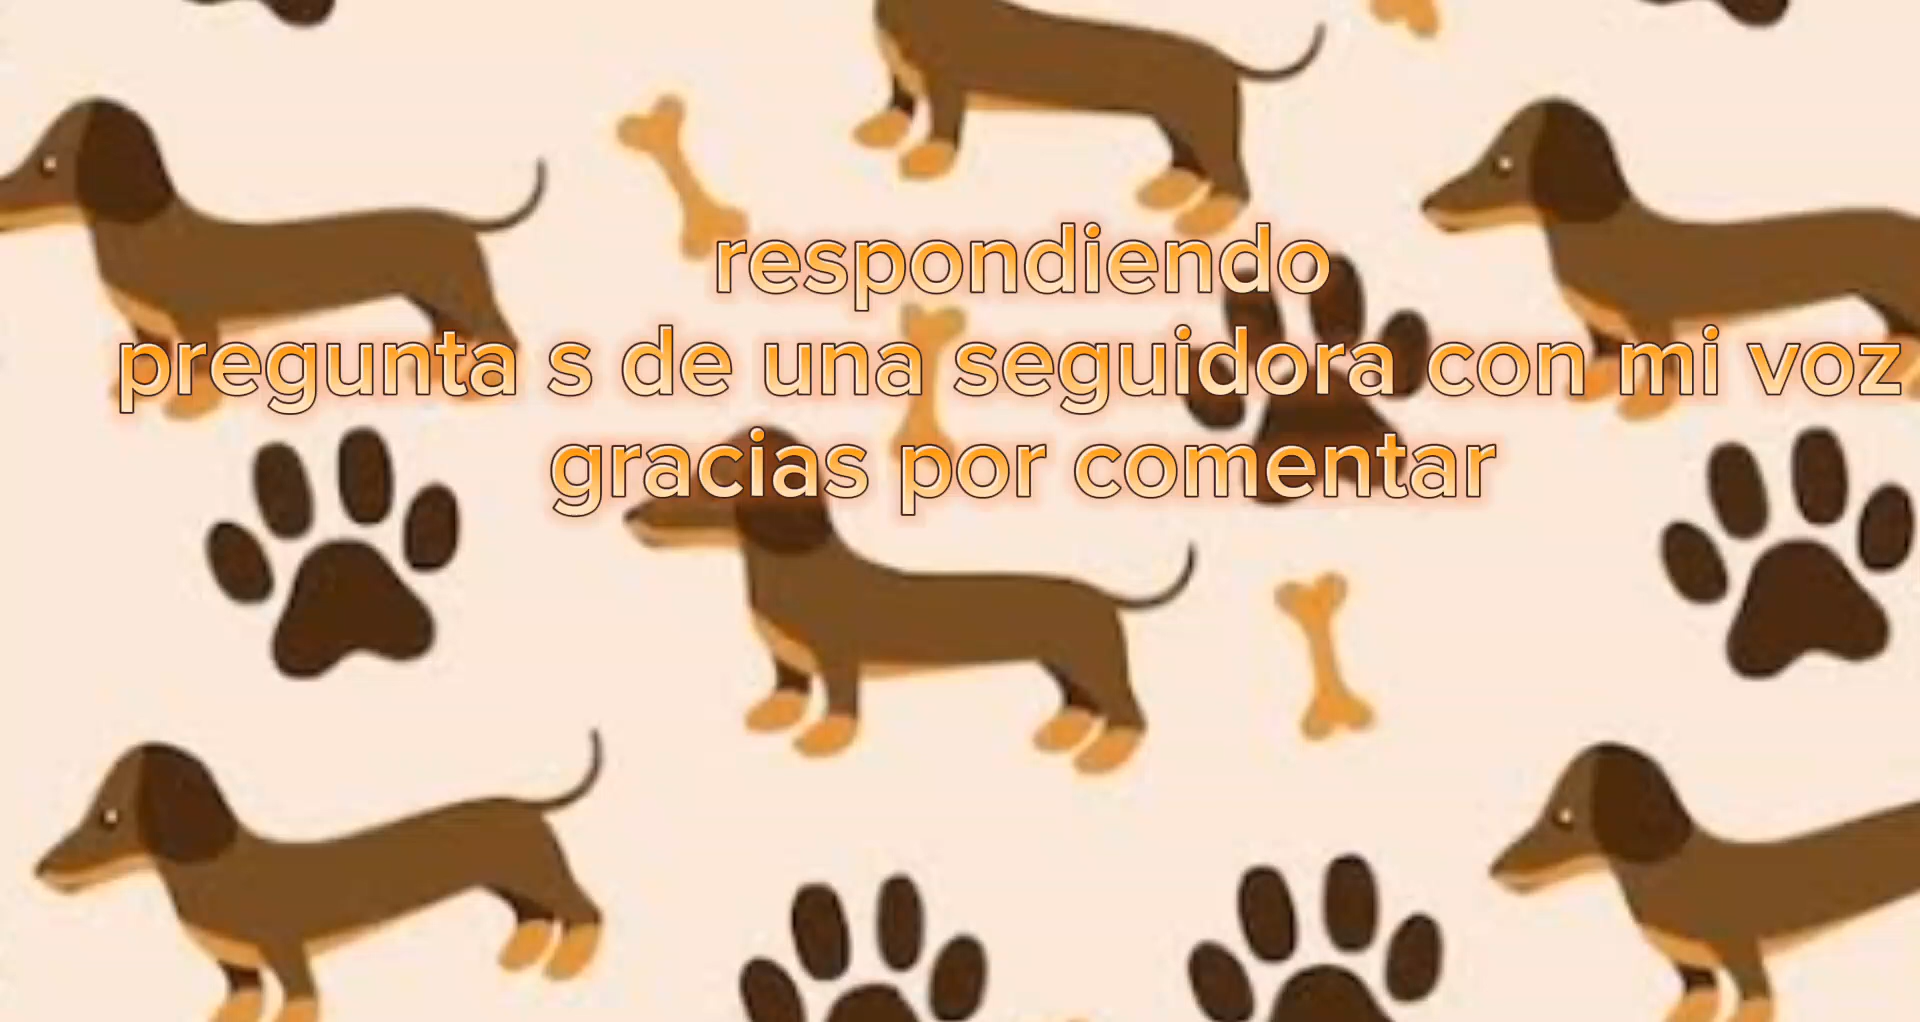 respondiendo
pregunta s de una seguidora con mi voz
gracias por comentar